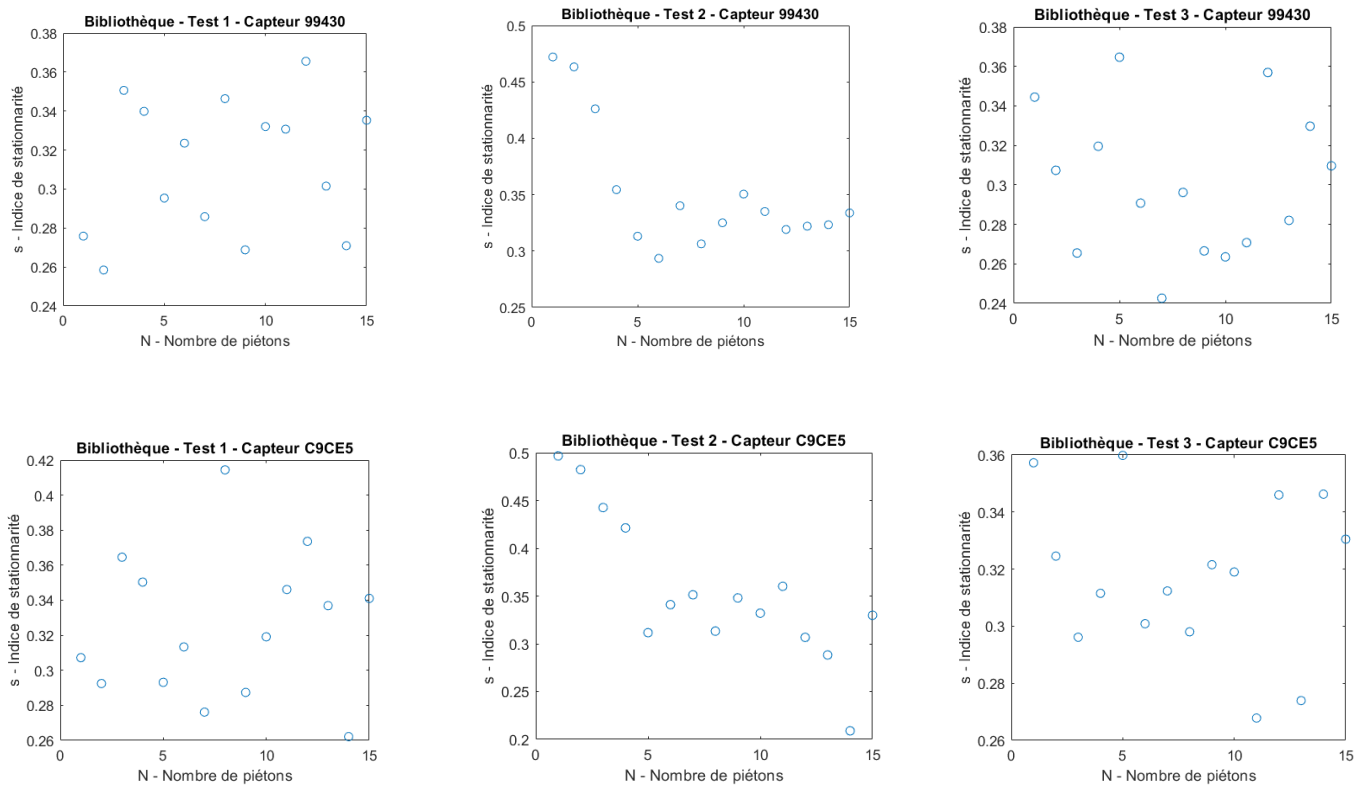 Bibliothèque - Test 1 - Capteur 99430
0.38
0.36
0.34
0.32
0.3
0.28
0.26
0.24
s - Indice de stationnarité
0 5 10 15
N - Nombre de piétons
Bibliothèque - Test 2 - Capteur 99430
0.5
0.45
0.4
0.35
0.3
0.25
s - Indice de stationnarité
0 5 10 15
N - Nombre de piétons
Bibliothèque - Test 3 - Capteur 99430
0.38
0.36
0.34
0.32
0.3
0.28
0.26
0.24
s - Indice de stationnarité
0 5 10 15
N - Nombre de piétons
Bibliothèque - Test 1 - Capteur C9CE5
0.42
0.4
0.38
0.36
0.34
0.32
0.3
0.28
0.26
s - Indice de stationnarité
0 5 10 15
N - Nombre de piétons
Bibliothèque - Test 2 - Capteur C9CE5
0.5
0.45
0.4
0.35
0.3
0.25
0.2
s - Indice de stationnarité
0 5 10 15
N - Nombre de piétons
Bibliothèque - Test 3 - Capteur C9CE5
0.36
0.34
0.32
0.3
0.28
0.26
s - Indice de stationnarité
0 5 10 15
N - Nombre de piétons